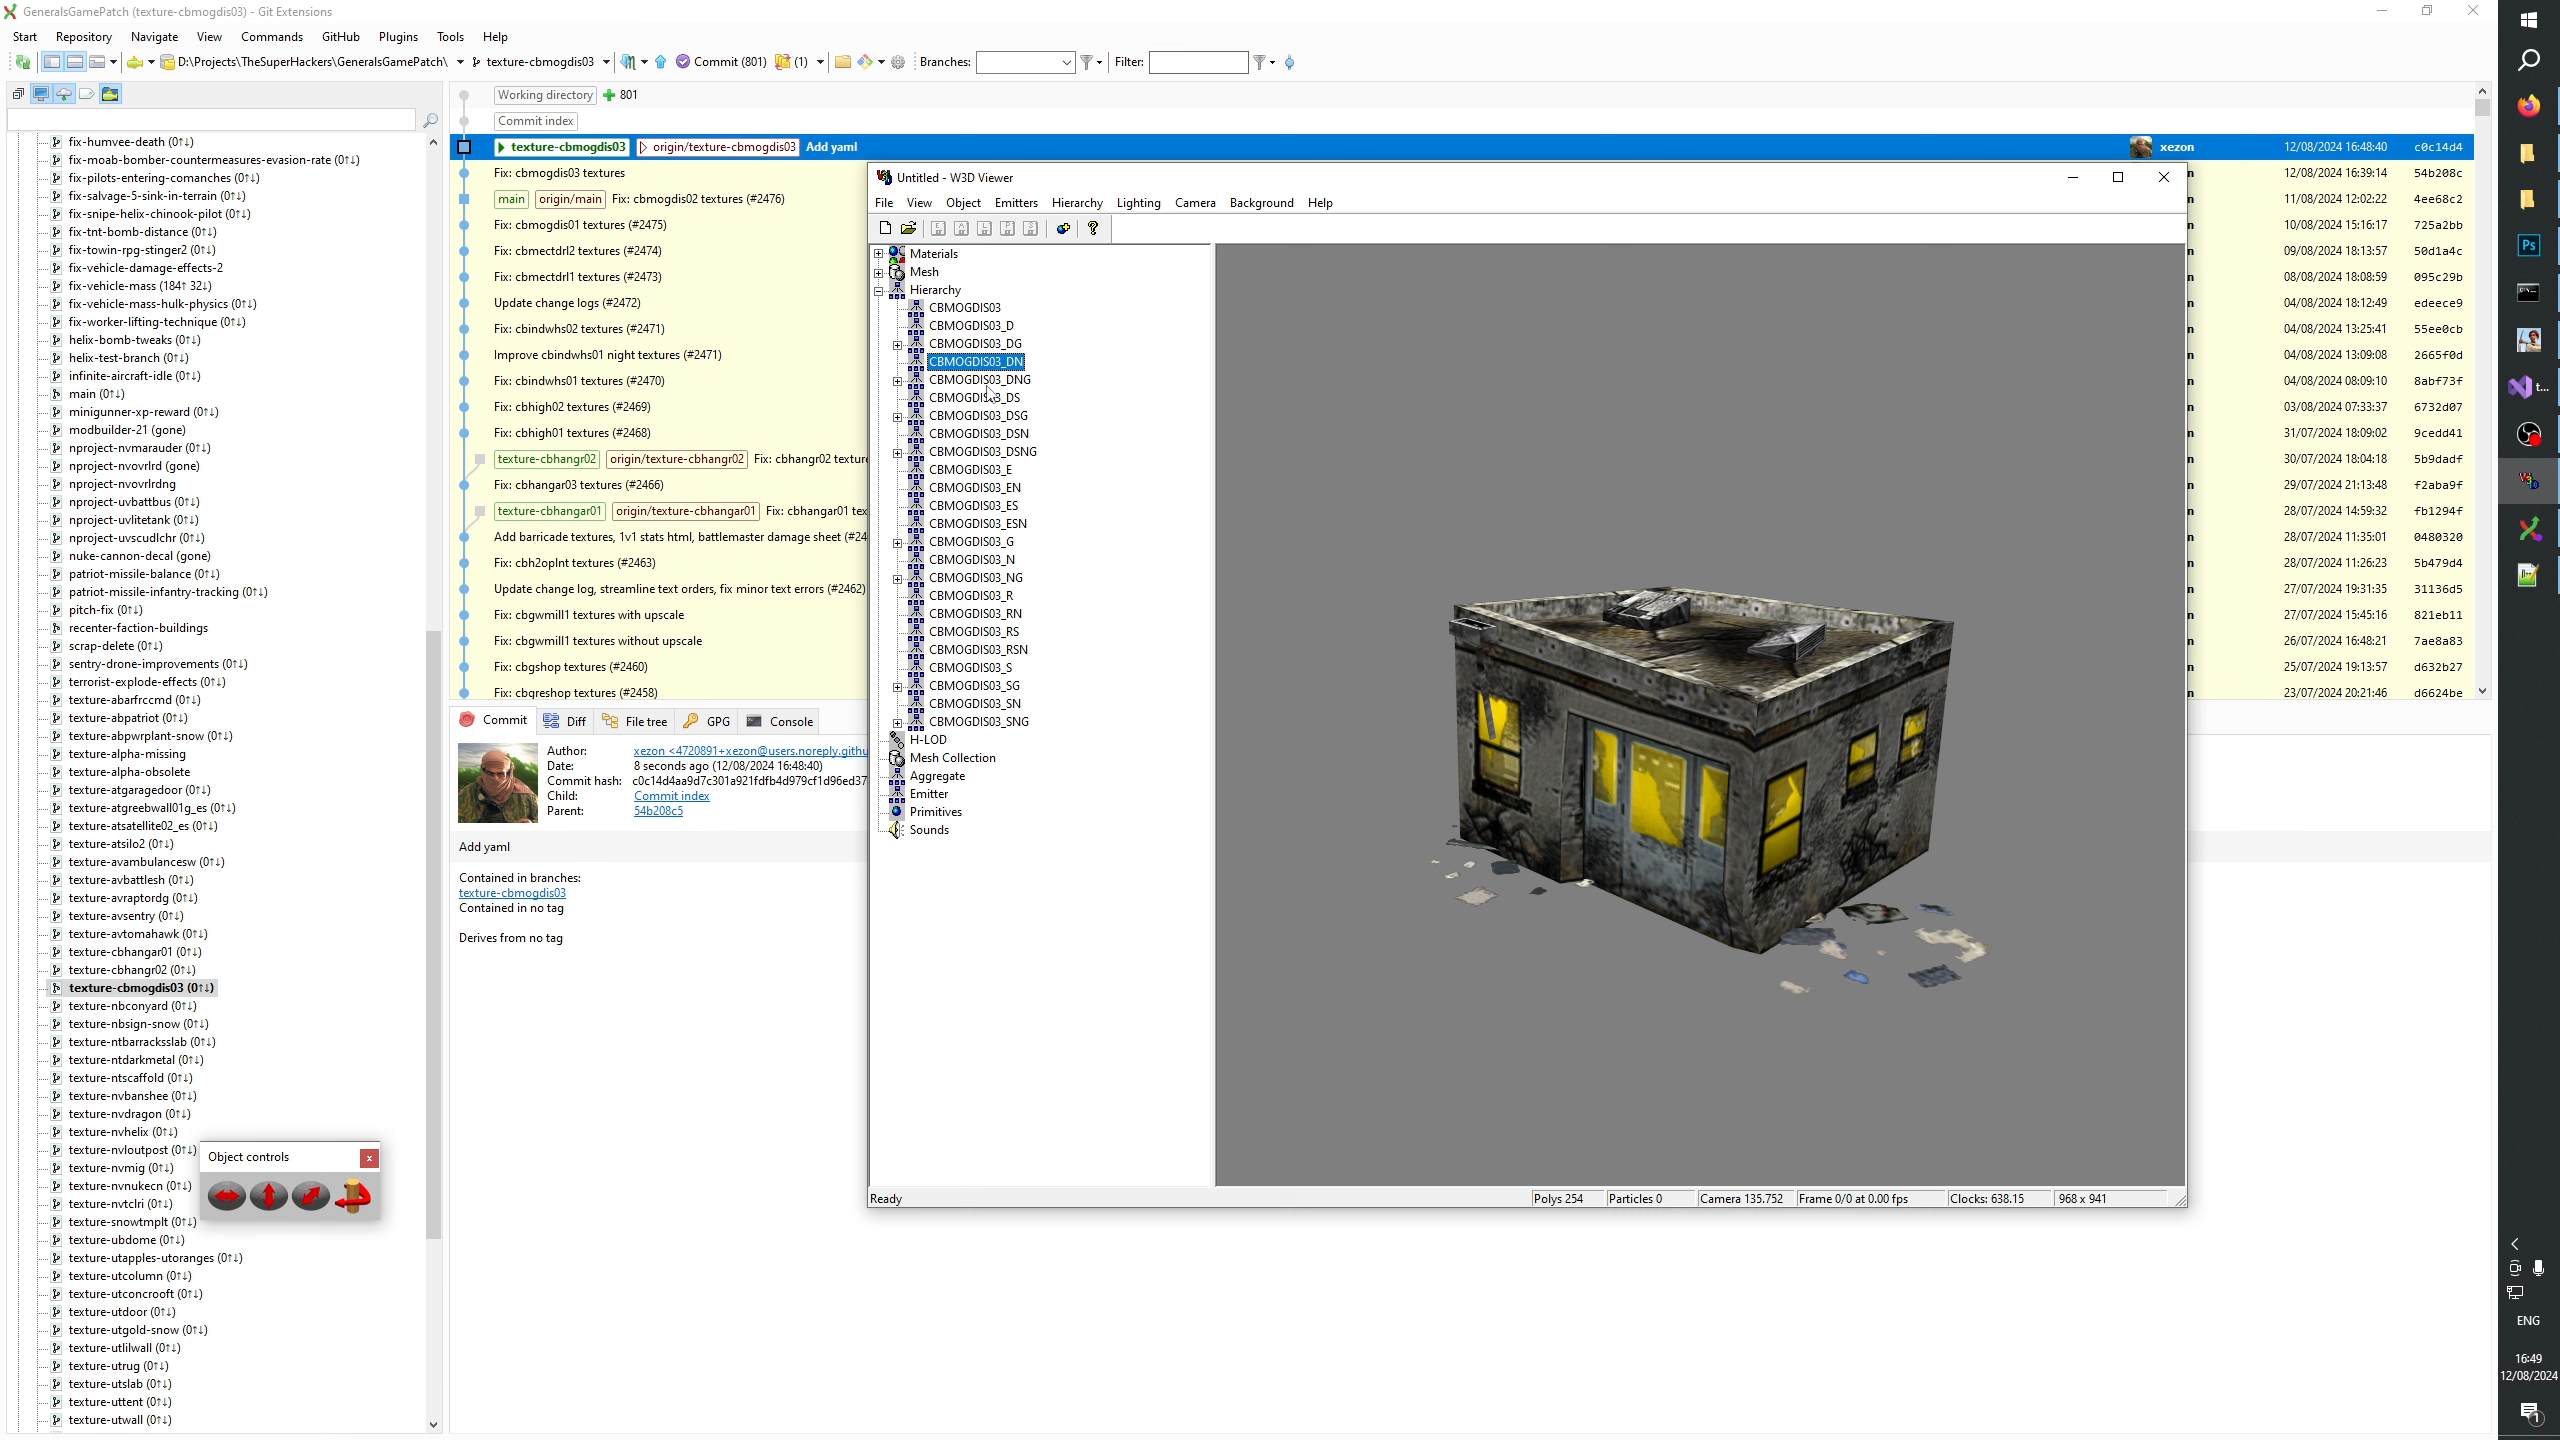 GeneralsGamePatch (texture-cbmogdis03) - Git Extensions
Start Repository Navigate View Commands GitHub Plugins Tools Help
D:\Projects\TheSuperHackers\GeneralsGamePatch\ texture-cbmogdis03 Commit (801) (1) Branches: Filter:
fix-humvee-death (0↑↓)
fix-moab-bomber-countermeasures-evasion-rate (0↑↓)
fix-pilots-entering-comanches (0↑↓)
fix-salvage-5-sink-in-terrain (0↑↓)
fix-snipe-helix-chinook-pilot (0↑↓)
fix-tnt-bomb-distance (0↑↓)
fix-towin-rpg-stinger2 (0↑↓)
fix-vehicle-damage-effects-2
fix-vehicle-mass (184↑ 32↓)
fix-vehicle-mass-hulk-physics (0↑↓)
fix-worker-lifting-technique (0↑↓)
helix-bomb-tweaks (0↑↓)
helix-test-branch (0↑↓)
infinite-aircraft-idle (0↑↓)
main (0↑↓)
minigunner-xp-reward (0↑↓)
modbuilder-21 (gone)
nproject-nvmarauder (0↑↓)
nproject-nvovrlrd (gone)
nproject-nvovrlrdng
nproject-uvbattbus (0↑↓)
nproject-uvlitetank (0↑↓)
nproject-uvscudlchr (0↑↓)
nuke-cannon-decal (gone)
patriot-missile-balance (0↑↓)
patriot-missile-infantry-tracking (0↑↓)
pitch-fix (0↑↓)
recenter-faction-buildings
scrap-delete (0↑↓)
sentry-drone-improvements (0↑↓)
terrorist-explode-effects (0↑↓)
texture-abarfrccmd (0↑↓)
texture-abpatriot (0↑↓)
texture-abpwrplant-snow (0↑↓)
texture-alpha-missing
texture-alpha-obsolete
texture-atgaragedoor (0↑↓)
texture-atgreebwall01g_es (0↑↓)
texture-atsatellite02_es (0↑↓)
texture-atsilo2 (0↑↓)
texture-avambulancesw (0↑↓)
texture-avbattlesh (0↑↓)
texture-avraptordg (0↑↓)
texture-avsentry (0↑↓)
texture-avtomahawk (0↑↓)
texture-cbhangar01 (0↑↓)
texture-cbhangr02 (0↑↓)
texture-cbmogdis03 (0↑↓)
texture-nbconyard (0↑↓)
texture-nbsign-snow (0↑↓)
texture-ntbarracksslab (0↑↓)
texture-ntdarkmetal (0↑↓)
texture-ntscaffold (0↑↓)
texture-nvbanshee (0↑↓)
texture-nvdragon (0↑↓)
texture-nvhelix (0↑↓)
texture-nvloutpost (0↑↓)
texture-nvmig (0↑↓)
texture-nvnukecn (0↑↓)
texture-nvtclri (0↑↓)
texture-snowtmplt (0↑↓)
texture-ubdome (0↑↓)
texture-utapples-utoranges (0↑↓)
texture-utcolumn (0↑↓)
texture-utconcrooft (0↑↓)
texture-utdoor (0↑↓)
texture-utgold-snow (0↑↓)
texture-utlilwall (0↑↓)
texture-utrug (0↑↓)
texture-utslab (0↑↓)
texture-uttent (0↑↓)
texture-utwall (0↑↓)
Object controls
x
Working directory 801
Commit index
texture-cbmogdis03 origin/texture-cbmogdis03 Add yaml xezon 12/08/2024 16:48:40 c0c14d4
Fix: cbmogdis03 textures n 12/08/2024 16:39:14 54b208c
main origin/main Fix: cbmogdis02 textures (#2476) n 11/08/2024 12:02:22 4ee68c2
Fix: cbmogdis01 textures (#2475) n 10/08/2024 15:16:17 725a2bb
Fix: cbmectdrl2 textures (#2474) n 09/08/2024 18:13:57 50d1a4c
Fix: cbmectdrl1 textures (#2473) n 08/08/2024 18:08:59 095c29b
Update change logs (#2472) n 04/08/2024 18:12:49 edeece9
Fix: cbindwhs02 textures (#2471) n 04/08/2024 13:25:41 55ee0cb
Improve cbindwhs01 night textures (#2471) n 04/08/2024 13:09:08 2665f0d
Fix: cbindwhs01 textures (#2470) n 04/08/2024 08:09:10 8abf73f
Fix: cbhigh02 textures (#2469) n 03/08/2024 07:33:37 6732d07
Fix: cbhigh01 textures (#2468) n 31/07/2024 18:09:02 9cedd41
texture-cbhangr02 origin/texture-cbhangr02 Fix: cbhangr02 texture n 30/07/2024 18:04:18 5b9dadf
Fix: cbhangar03 textures (#2466) n 29/07/2024 21:13:48 f2aba9f
texture-cbhangar01 origin/texture-cbhangar01 Fix: cbhangar01 tex n 28/07/2024 14:59:32 fb1294f
Add barricade textures, 1v1 stats html, battlemaster damage sheet (#24 n 28/07/2024 11:35:01 0480320
Fix: cbh2oplnt textures (#2463) n 28/07/2024 11:26:23 5b479d4
Update change log, streamline text orders, fix minor text errors (#2462) n 27/07/2024 19:31:35 31136d5
Fix: cbgwmill1 textures with upscale n 27/07/2024 15:45:16 821eb11
Fix: cbgwmill1 textures without upscale n 26/07/2024 16:48:21 7ae8a83
Fix: cbgshop textures (#2460) n 25/07/2024 19:13:57 d632b27
Fix: cbgreshop textures (#2458) n 23/07/2024 20:21:46 d6624be
Commit Diff File tree GPG Console
Author: xezon <4720891+xezon@users.noreply.githu
Date: 8 seconds ago (12/08/2024 16:48:40)
Commit hash: c0c14d4aa9d7c301a921fdfb4d979cf1d96ed37
Child: Commit index
Parent: 54b208c5
Add yaml
Contained in branches:
texture-cbmogdis03
Contained in no tag
Derives from no tag
Untitled - W3D Viewer
File View Object Emitters Hierarchy Lighting Camera Background Help
E A L P S ?
Materials
Mesh
Hierarchy
CBMOGDIS03
CBMOGDIS03_D
CBMOGDIS03_DG
CBMOGDIS03_DN
CBMOGDIS03_DNG
CBMOGDIS03_DS
CBMOGDIS03_DSG
CBMOGDIS03_DSN
CBMOGDIS03_DSNG
CBMOGDIS03_E
CBMOGDIS03_EN
CBMOGDIS03_ES
CBMOGDIS03_ESN
CBMOGDIS03_G
CBMOGDIS03_N
CBMOGDIS03_NG
CBMOGDIS03_R
CBMOGDIS03_RN
CBMOGDIS03_RS
CBMOGDIS03_RSN
CBMOGDIS03_S
CBMOGDIS03_SG
CBMOGDIS03_SN
CBMOGDIS03_SNG
H-LOD
Mesh Collection
Aggregate
Emitter
Primitives
Sounds
Ready Polys 254 Particles 0 Camera 135.752 Frame 0/0 at 0.00 fps Clocks: 638.15 968 x 941
Ps
t...
ENG
16:49
12/08/2024
1